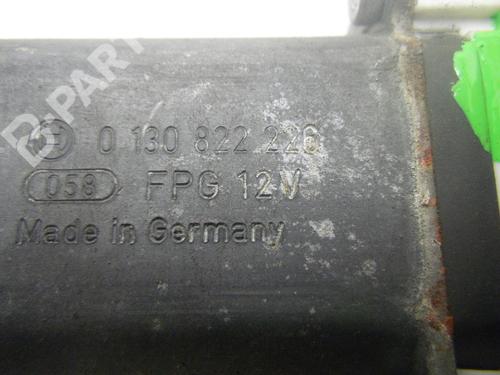 B-PARTS
0 130 822 226
058 FPG 12V
Made in Germany